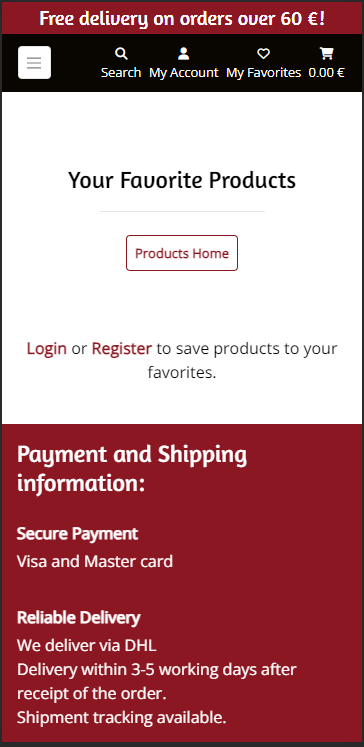 Free delivery on orders over 60 €!
Search My Account My Favorites 0.00 €
Your Favorite Products
Products Home
Login or Register to save products to your
favorites.
Payment and Shipping
information:
Secure Payment
Visa and Master card
Reliable Delivery
We deliver via DHL
Delivery within 3-5 working days after
receipt of the order.
Shipment tracking available.